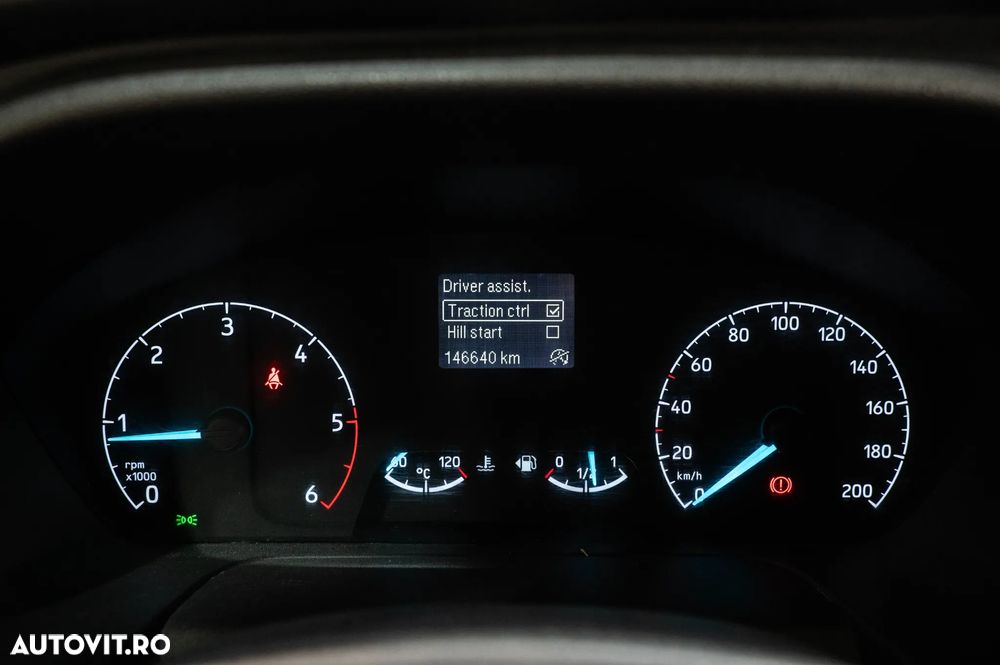 Driver assist.
Traction ctrl
Hill start
146640 km
0
1
2
3
4
5
6
rpm
x1000
60 °C 120
0 1/2 1
0
20
40
60
80
100
120
140
160
180
200
km/h
AUTOVIT.RO